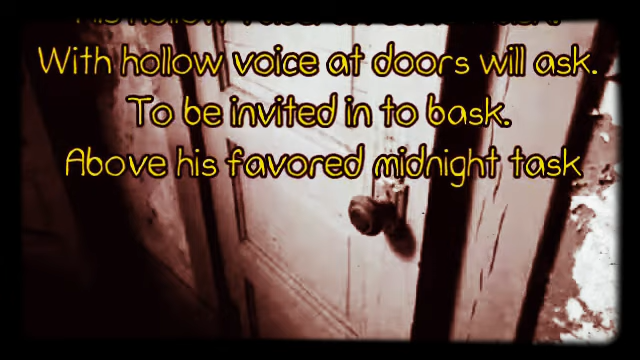 With hollow voice at doors will ask.
To be invited in to bask.
Above his favored midnight task